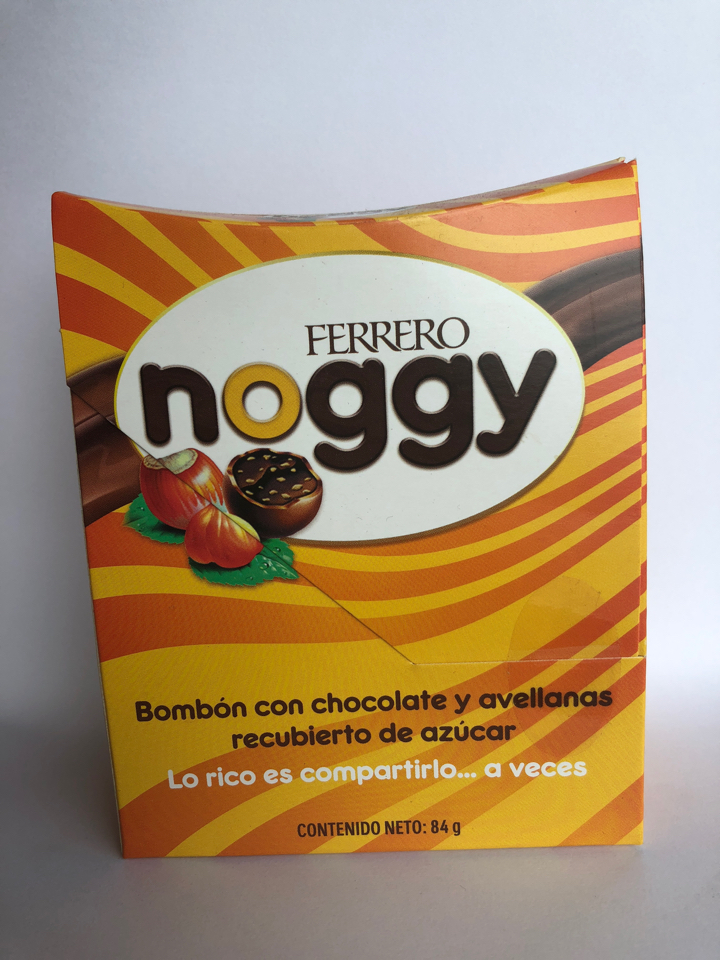 FERRERO
noggy
Bombón con chocolate y avellanas
recubierto de azúcar
Lo rico es compartirlo... a veces
CONTENIDO NETO: 84 g